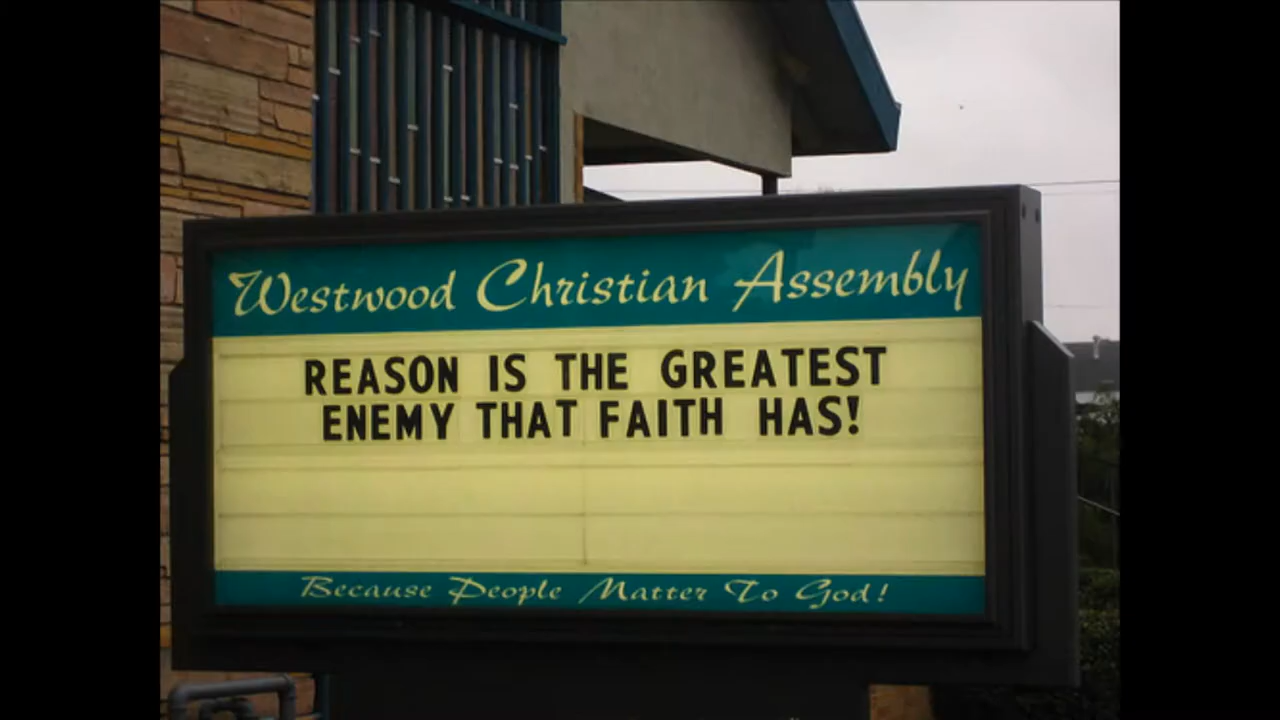 Westwood Christian Assembly
REASON IS THE GREATEST
ENEMY THAT FAITH HAS!
Because People Matter To God!